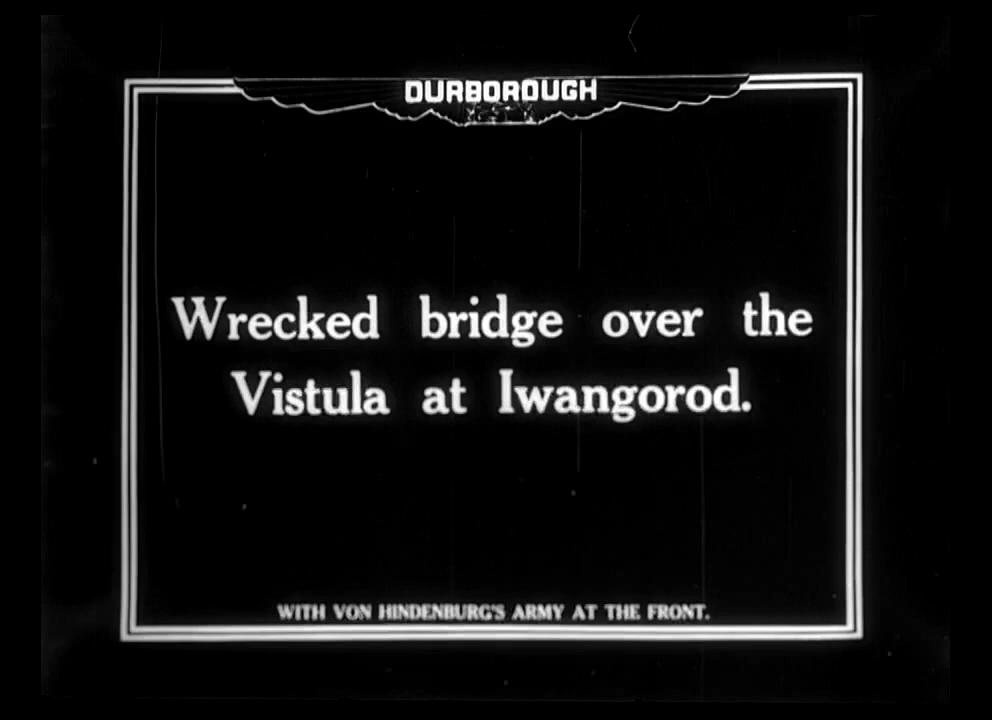 DURBOROUGH
Wrecked bridge over the
Vistula at Iwangorod.
WITH VON HINDENBURG'S ARMY AT THE FRONT.